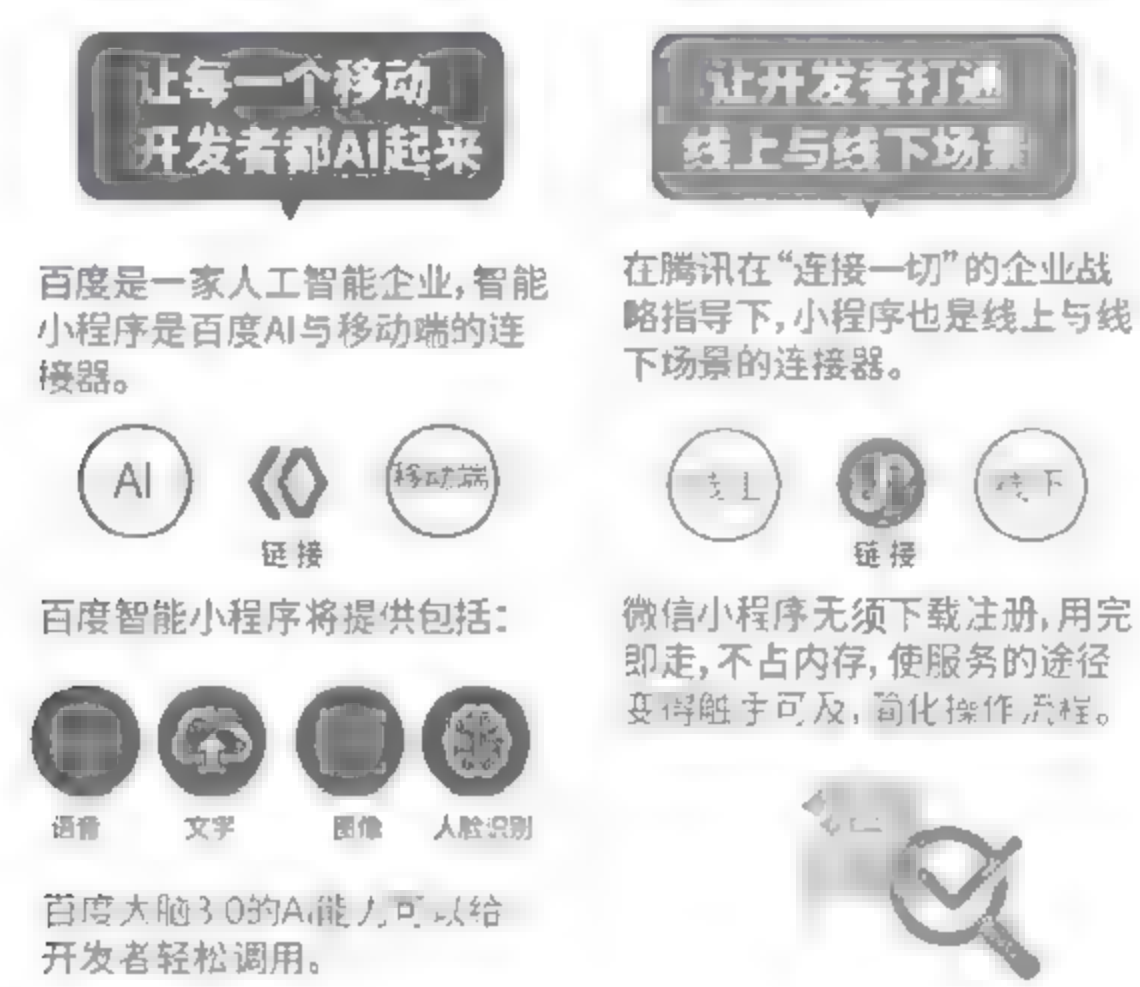 让每一个移动
开发者都AI起来
百度是一家人工智能企业,智能
小程序是百度AI与移动端的连
接器。
AI
移动端
链接
百度智能小程序将提供包括:
语音
文字
图像
人脸识别
百度大脑3.0的AI能力可以给
开发者轻松调用。
让开发者打通
线上与线下场景
在腾讯在“连接一切”的企业战
略指导下,小程序也是线上与线
下场景的连接器。
线上
线下
链接
微信小程序无须下载注册,用完
即走,不占内存,使服务的途径
变得触手可及,简化操作流程。